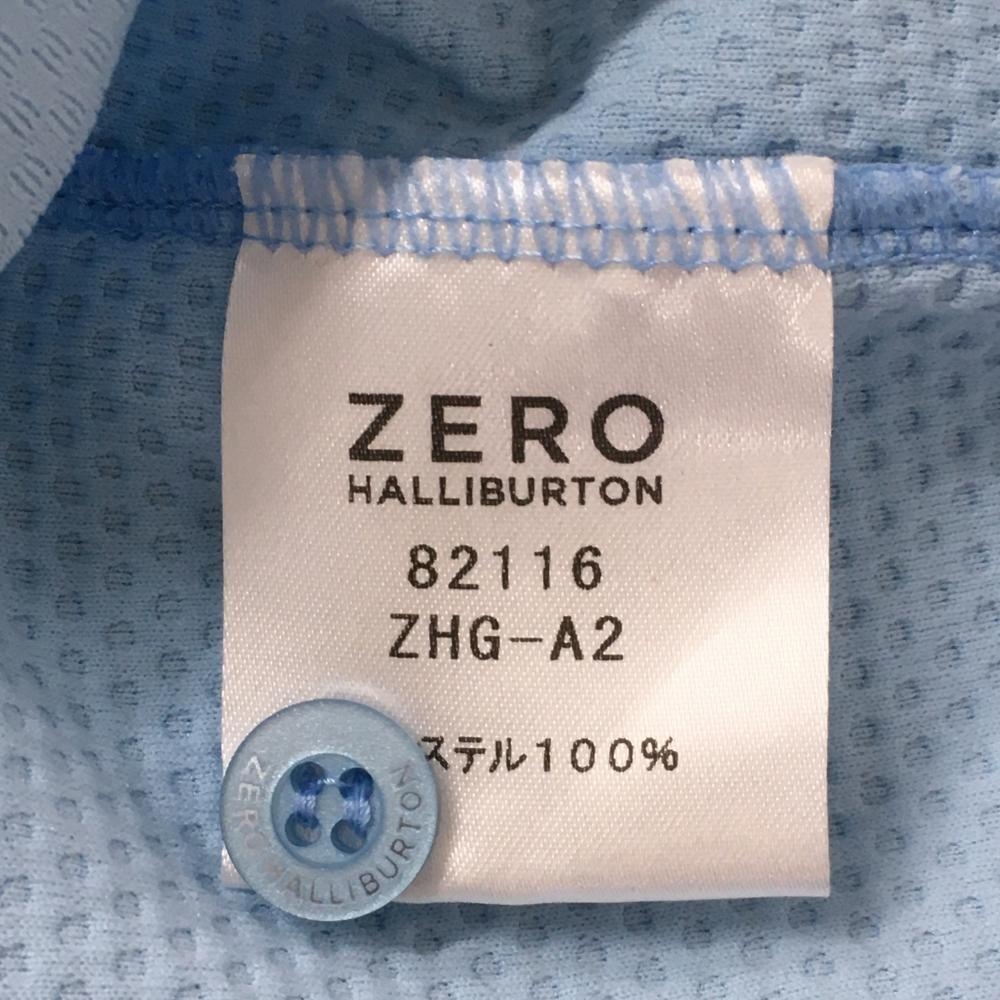 ZERO
HALLIBURTON
82116
ZHG-A2
ステル100%
ZERO HALLIBURTON